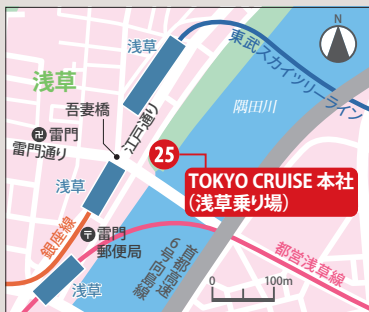 N
浅草
東武スカイツリーライン
浅草
江戸通り
隅田川
吾妻橋
卍雷門
雷門通り
25
TOKYO CRUISE 本社
(浅草乗り場)
浅草
銀座線
〒雷門
郵便局
首都高速
6号向島線
都営浅草線
浅草
0 100m